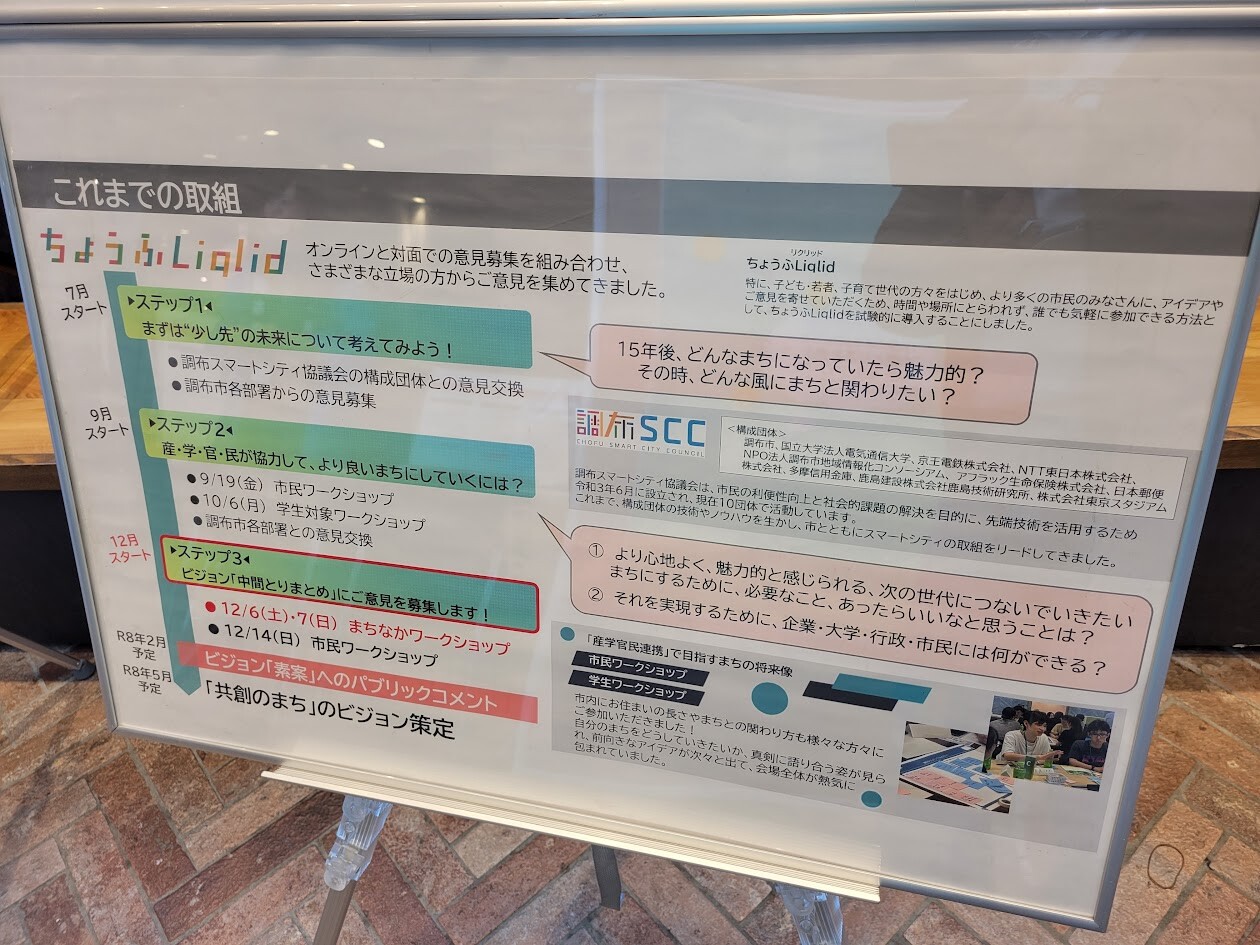 これまでの取組
ちょうふLiqlid
オンラインと対面での意見募集を組み合わせ、
さまざまな立場の方からご意見を集めてきました。
リクリッド
ちょうふLiqlid
特に、子ども・若者、子育て世代の方々をはじめ、より多くの市民のみなさんに、アイデアや
ご意見を寄せていただくため、時間や場所にとらわれず、誰でも気軽に参加できる方法と
して、ちょうふLiqlidを試験的に導入することにしました。
7月
スタート
▶ステップ1◀
まずは“少し先”の未来について考えてみよう！
●調布スマートシティ協議会の構成団体との意見交換
●調布市各部署からの意見募集
15年後、どんなまちになっていたら魅力的？
その時、どんな風にまちと関わりたい？
9月
スタート
▶ステップ2◀
産・学・官・民が協力して、より良いまちにしていくには？
●9/19(金) 市民ワークショップ
●10/6(月) 学生対象ワークショップ
●調布市各部署との意見交換
調布SCC
CHOFU SMART CITY COUNCIL
＜構成団体＞
調布市、国立大学法人電気通信大学、京王電鉄株式会社、NTT東日本株式会社、
NPO法人調布市地域情報化コンソーシアム、アフラック生命保険株式会社、日本郵便
株式会社、多摩信用金庫、鹿島建設株式会社鹿島技術研究所、株式会社東京スタジアム
調布スマートシティ協議会は、市民の利便性向上と社会的課題の解決を目的に、先端技術を活用するため
令和3年6月に設立され、現在10団体で活動しています。
これまで、構成団体の技術やノウハウを生かし、市とともにスマートシティの取組をリードしてきました。
12月
スタート
▶ステップ3◀
ビジョン「中間とりまとめ」にご意見を募集します！
●12/6(土)・7(日) まちなかワークショップ
●12/14(日) 市民ワークショップ
① より心地よく、魅力的と感じられる、次の世代につないでいきたい
まちにするために、必要なこと、あったらいいなと思うことは？
② それを実現するために、企業・大学・行政・市民には何ができる？
R8年2月
予定
ビジョン「素案」へのパブリックコメント
R8年5月
予定
「共創のまち」のビジョン策定
「産学官民連携」で目指すまちの将来像
市民ワークショップ
学生ワークショップ
市内にお住まいの長さやまちとの関わり方も様々な方々に
ご参加いただきました！
自分のまちをどうしていきたいか、真剣に語り合う姿が見ら
れ、前向きなアイデアが次々と出て、会場全体が熱気に
包まれていました。